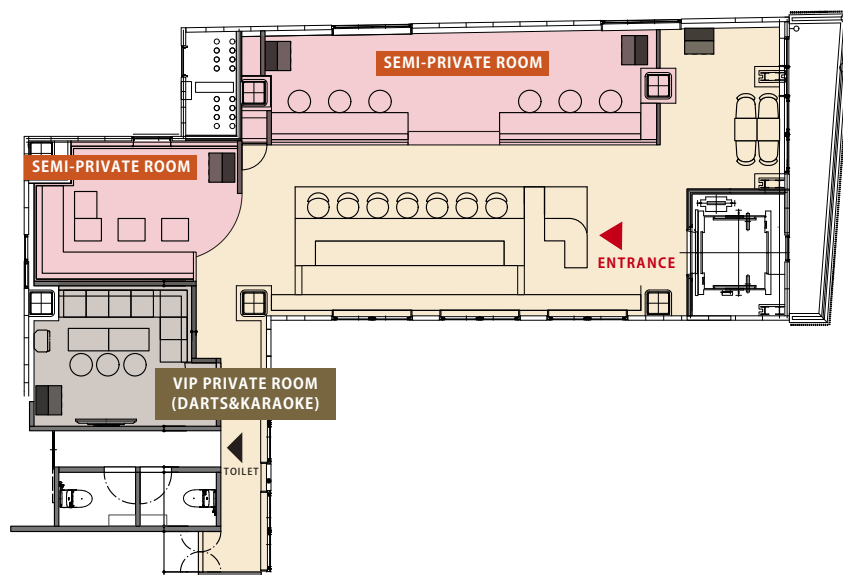 SEMI-PRIVATE ROOM
SEMI-PRIVATE ROOM
ENTRANCE
VIP PRIVATE ROOM
(DARTS&KARAOKE)
TOILET